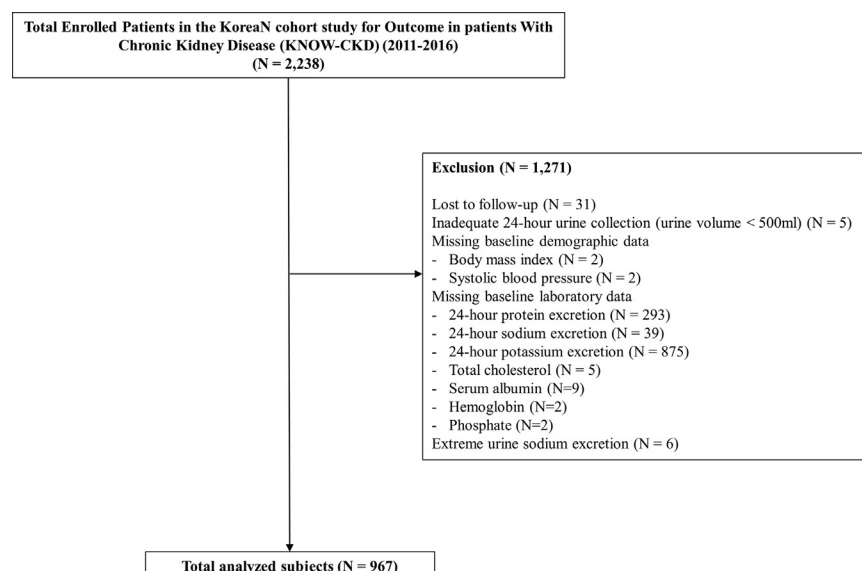 Total Enrolled Patients in the KoreaN cohort study for Outcome in patients With
Chronic Kidney Disease (KNOW-CKD) (2011-2016)
(N = 2,238)
Exclusion (N = 1,271)
Lost to follow-up (N = 31)
Inadequate 24-hour urine collection (urine volume < 500ml) (N = 5)
Missing baseline demographic data
- Body mass index (N = 2)
- Systolic blood pressure (N = 2)
Missing baseline laboratory data
- 24-hour protein excretion (N = 293)
- 24-hour sodium excretion (N = 39)
- 24-hour potassium excretion (N = 875)
- Total cholesterol (N = 5)
- Serum albumin (N=9)
- Hemoglobin (N=2)
- Phosphate (N=2)
Extreme urine sodium excretion (N = 6)
Total analyzed subjects (N = 967)